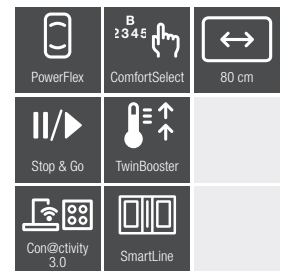 B
2345
PowerFlex
ComfortSelect
80 cm
Stop & Go
TwinBooster
Con@ctivity
3.0
SmartLine